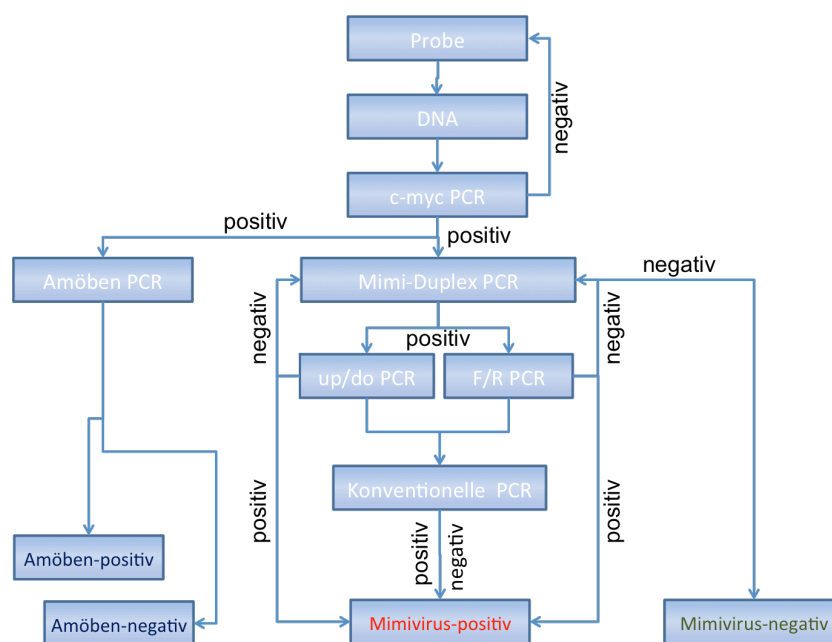 Probe
negativ
DNA
c-myc PCR
positiv
positiv
Amöben PCR
Mimi-Duplex PCR
negativ
negativ
positiv
negativ
up/do PCR
F/R PCR
Konventionelle PCR
positiv
positiv
negativ
positiv
Amöben-positiv
Amöben-negativ
Mimivirus-positiv
Mimivirus-negativ